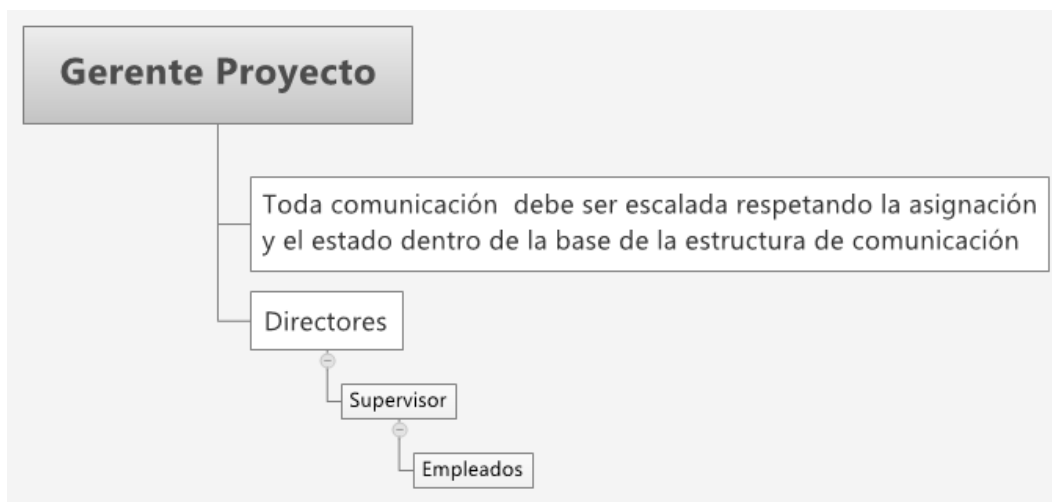 Gerente Proyecto
Toda comunicación debe ser escalada respetando la asignación
y el estado dentro de la base de la estructura de comunicación
Directores
Supervisor
Empleados